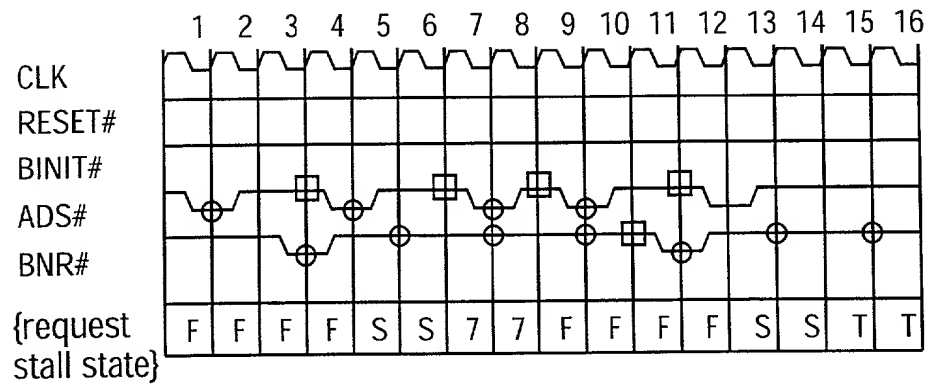 1 2 3 4 5 6 7 8 9 10 11 12 13 14 15 16
CLK
RESET#
BINIT#
ADS#
BNR#
{request F F F F S S 7 7 F F F F S S T T
stall state}